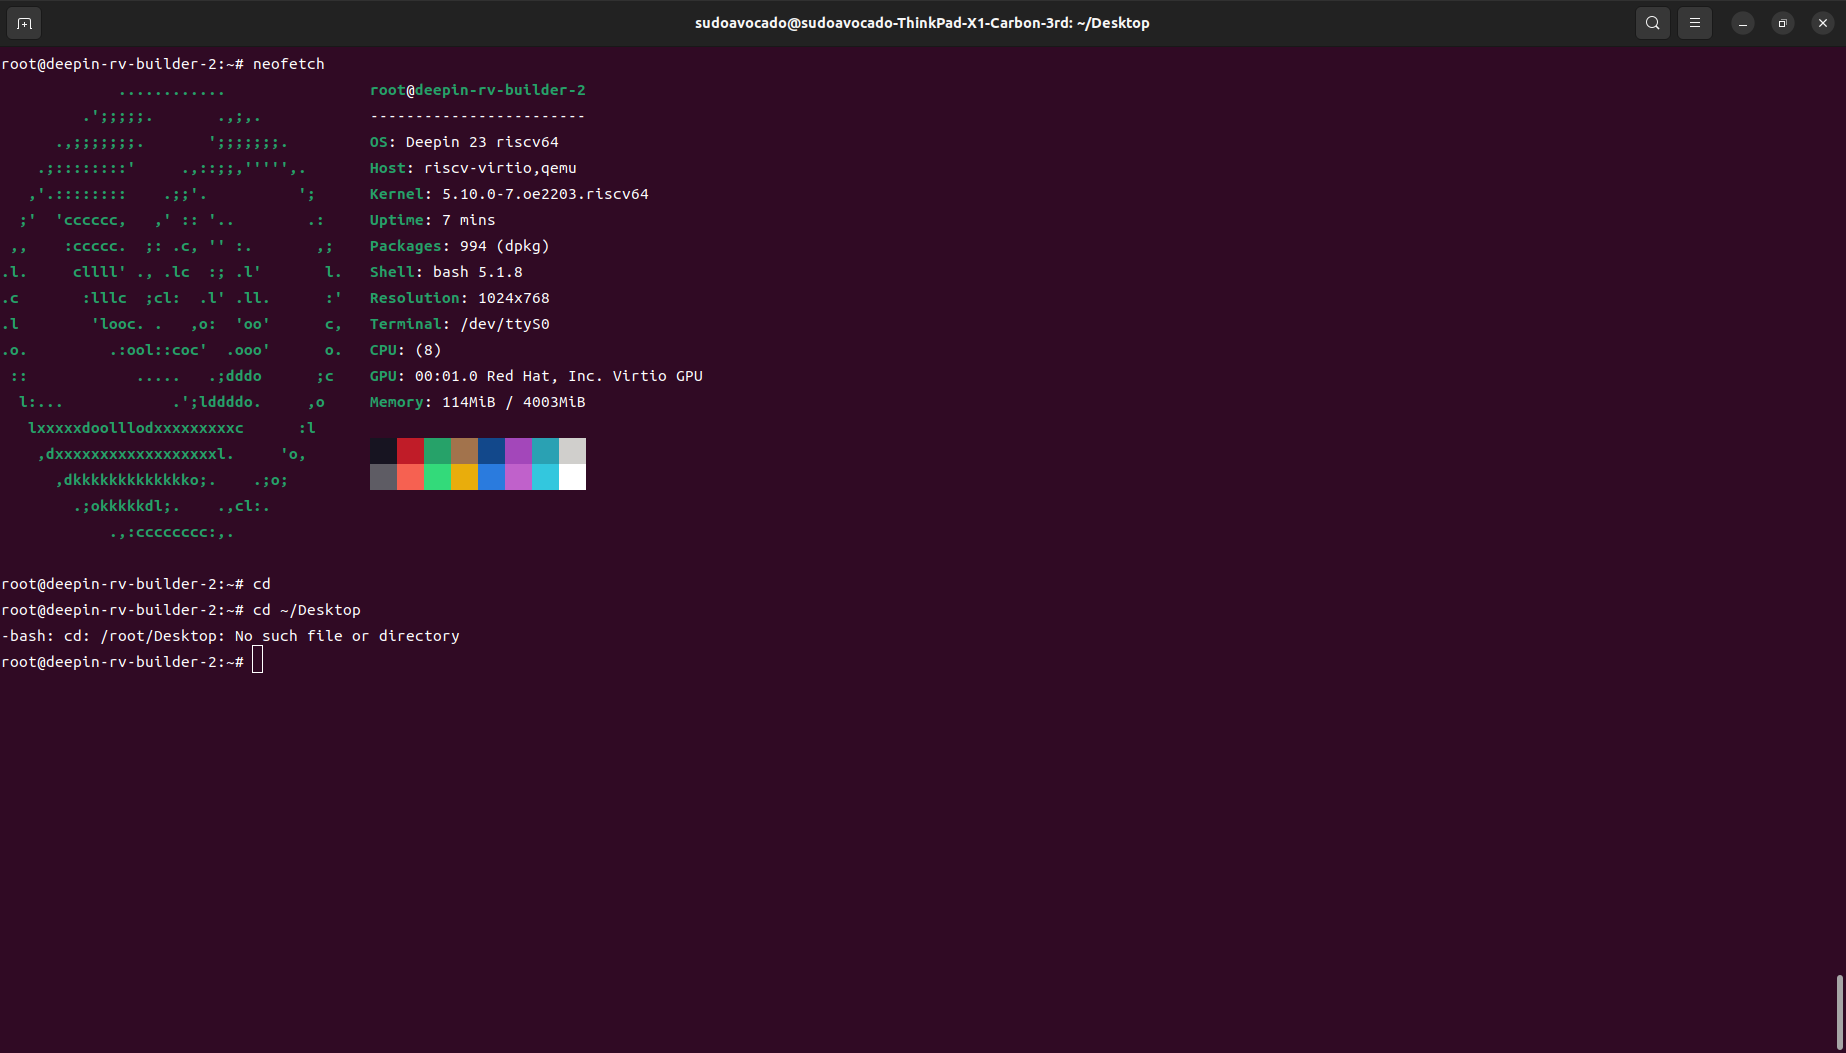 sudoavocado@sudoavocado-ThinkPad-X1-Carbon-3rd: ~/Desktop
root@deepin-rv-builder-2:~# neofetch
             ............                root@deepin-rv-builder-2
         .';;;;;.       .,;,.            ------------------------
      .,;;;;;;;.       ';;;;;;;.         OS: Deepin 23 riscv64
    .;::::::::'     .,::;;,''''',.       Host: riscv-virtio,qemu
   ,'.::::::::    .;;'.          ';      Kernel: 5.10.0-7.oe2203.riscv64
  ;'  'cccccc,   ,' :: '..        .:     Uptime: 7 mins
 ,,    :ccccc.  ;: .c, '' :.       ,;    Packages: 994 (dpkg)
.l.     cllll' ., .lc  :; .l'       l.   Shell: bash 5.1.8
.c       :lllc  ;cl:  .l' .ll.      :'   Resolution: 1024x768
.l        'looc. .   ,o:  'oo'      c,   Terminal: /dev/ttyS0
.o.         .:ool::coc'  .ooo'      o.   CPU: (8)
 ::            .....   .;dddo      ;c    GPU: 00:01.0 Red Hat, Inc. Virtio GPU
  l:...            .';lddddo.     ,o     Memory: 114MiB / 4003MiB
   lxxxxxdoolllodxxxxxxxxxc      :l
    ,dxxxxxxxxxxxxxxxxxxl.     'o,
      ,dkkkkkkkkkkkkko;.    .;o;
        .;okkkkkdl;.    .,cl:.
            .,:cccccccc:,.
root@deepin-rv-builder-2:~# cd
root@deepin-rv-builder-2:~# cd ~/Desktop
-bash: cd: /root/Desktop: No such file or directory
root@deepin-rv-builder-2:~#